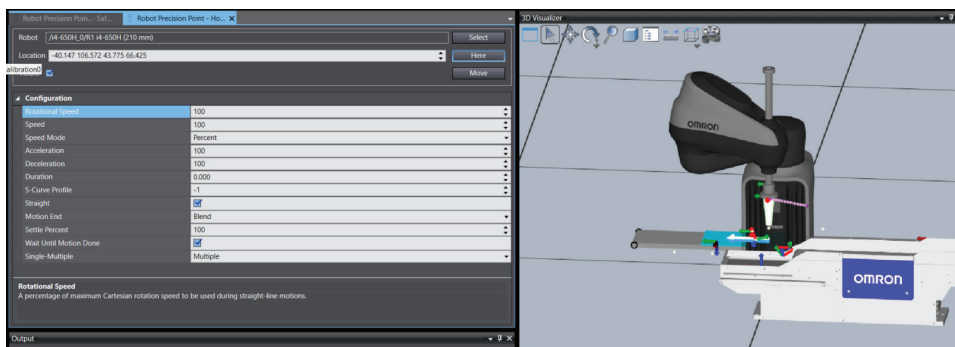 Robot Precision Poin...- Saf...
Robot Precision Point - Ho...
Robot /i4-650H_0/R1 i4-650H (210 mm) Select
Location -40.147 106.572 43.775 66.425 Here
alibration0
Move
Configuration
Rotational Speed 100
Speed 100
Speed Mode Percent
Acceleration 100
Deceleration 100
Duration 0.000
S-Curve Profile -1
Straight
Motion End Blend
Settle Percent 100
Wait Until Motion Done
Single-Multiple Multiple
Rotational Speed
A percentage of maximum Cartesian rotation speed to be used during straight-line motions.
Output
3D Visualizer
OMRON
OMRON